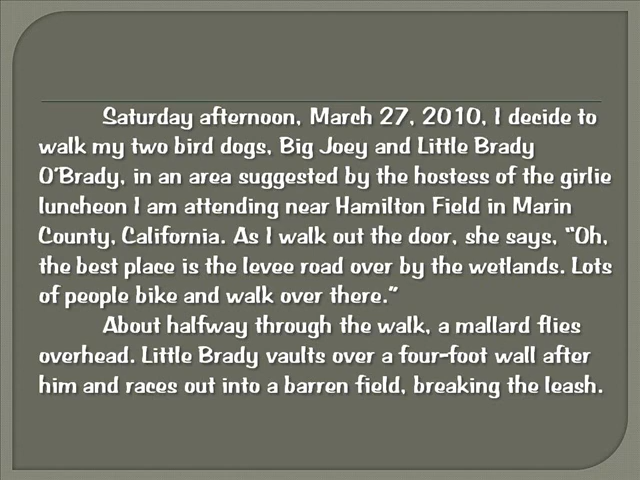 Saturday afternoon, March 27, 2010, I decide to
walk my two bird dogs, Big Joey and Little Brady
O'Brady, in an area suggested by the hostess of the girlie
luncheon I am attending near Hamilton Field in Marin
County, California. As I walk out the door, she says, “Oh,
the best place is the levee road over by the wetlands. Lots
of people bike and walk over there.”
About halfway through the walk, a mallard flies
overhead. Little Brady vaults over a four-foot wall after
him and races out into a barren field, breaking the leash.